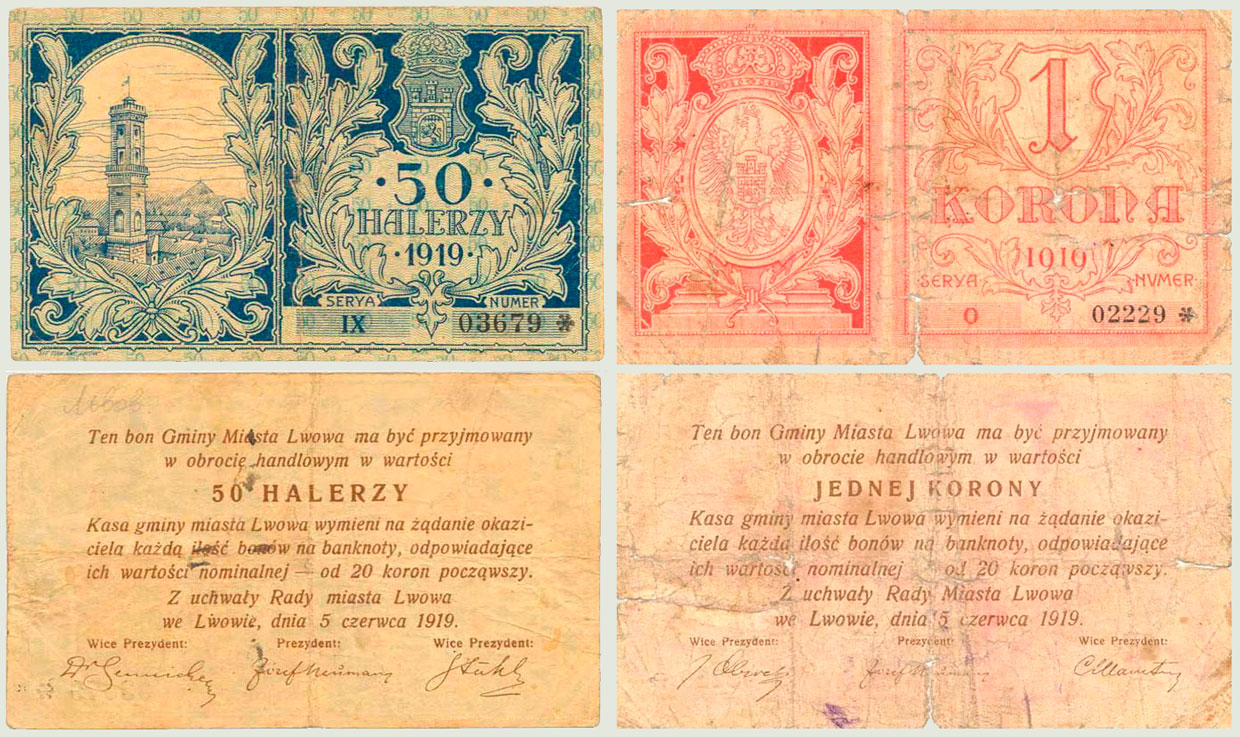 50
HALERZY
1919
SERYA NUMER
IX 03679 *
1
KORONA
1919
SERYA NVMER
O 02229 *
Львов
Ten bon Gminy Miasta Lwowa ma być przyjmowany
w obrocie handlowym w wartości
50 HALERZY
Kasa gminy miasta Lwowa wymieni na żądanie okazi-
ciela każdą ilość bonów na banknoty, odpowiadające
ich wartości nominalnej — od 20 koron począwszy.
Z uchwały Rady miasta Lwowa
we Lwowie, dnia 5 czerwca 1919.
Wice Prezydent: Prezydent: Wice Prezydent:
Józef Neumann
Ten bon Gminy Miasta Lwowa ma być przyjmowany
w obrocie handlowym w wartości
JEDNEJ KORONY
Kasa gminy miasta Lwowa wymieni na żądanie okazi-
ciela każdą ilość bonów na banknoty, odpowiadające
ich wartości nominalnej — od 20 koron począwszy.
Z uchwały Rady Miasta Lwowa
we Lwowie, dnia 5 czerwca 1919.
Wice Prezydent: Prezydent: Wice Prezydent:
Józef Neumann